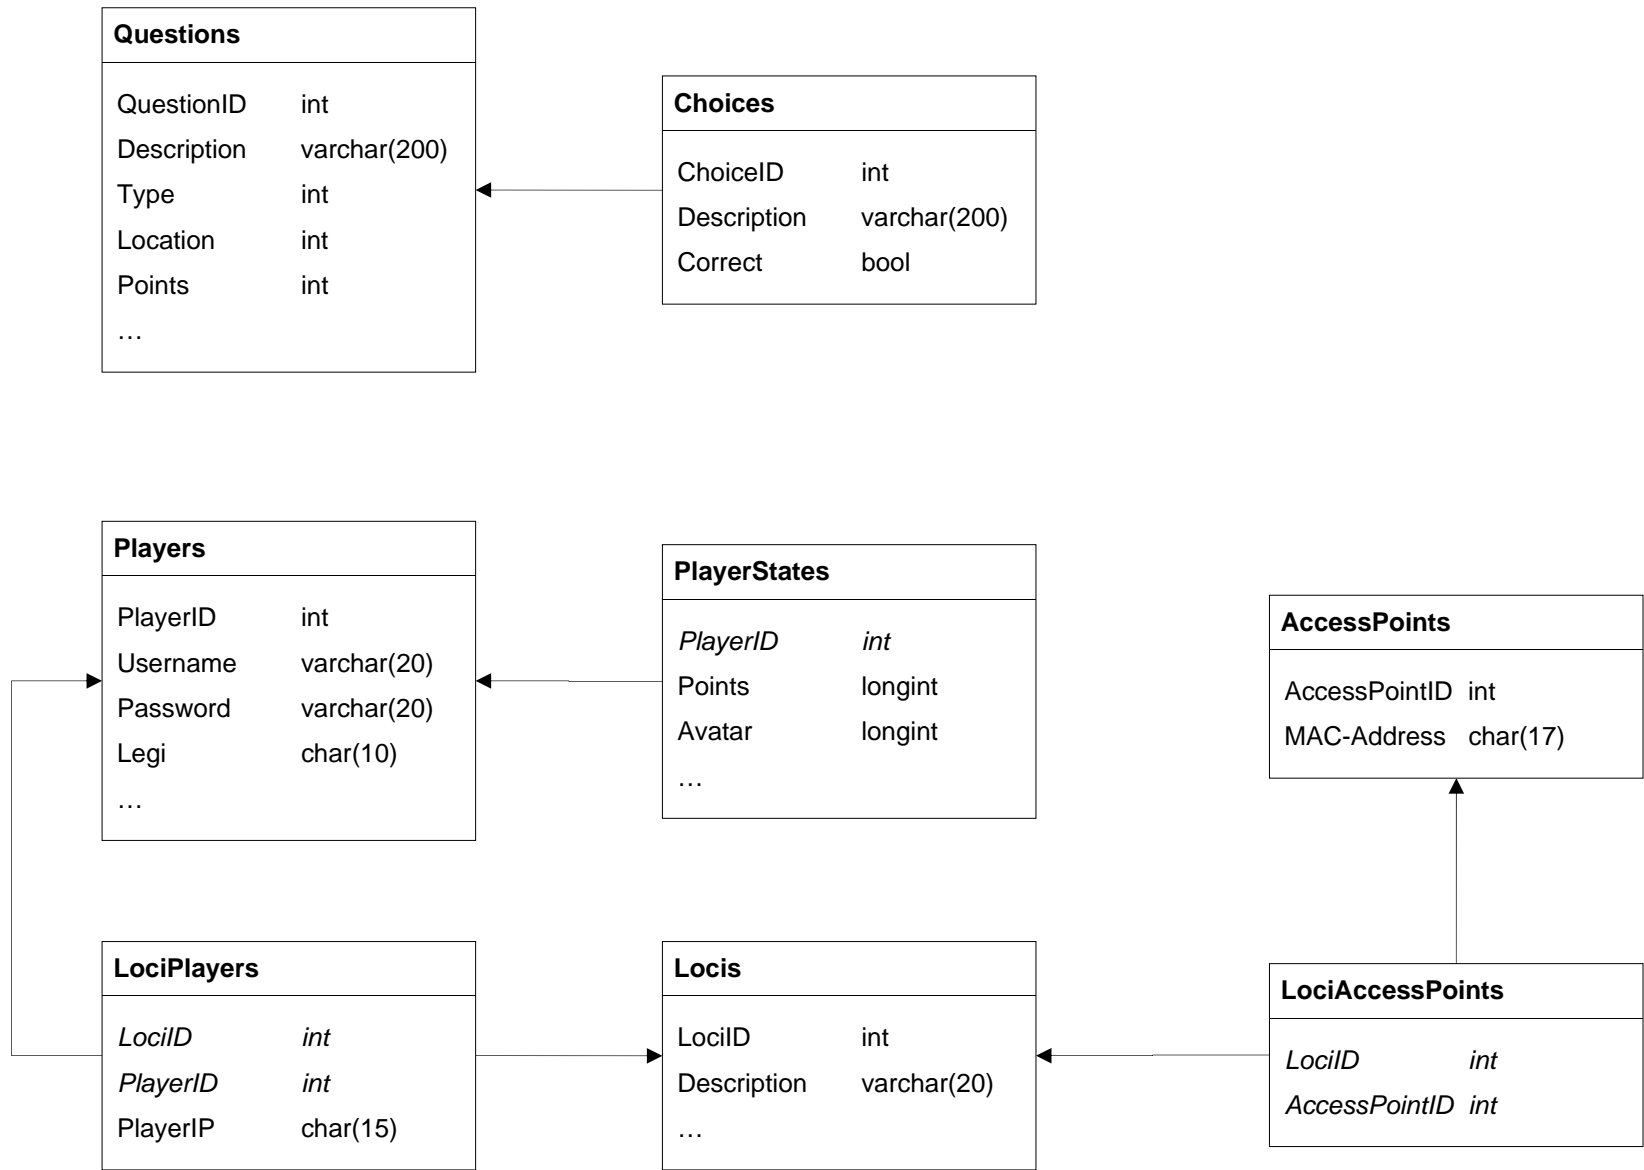 Questions
QuestionID int
Description varchar(200)
Type int
Location int
Points int
…
Choices
ChoiceID int
Description varchar(200)
Correct bool
Players
PlayerID int
Username varchar(20)
Password varchar(20)
Legi char(10)
…
PlayerStates
PlayerID int
Points longint
Avatar longint
…
AccessPoints
AccessPointID int
MAC-Address char(17)
LociPlayers
LociID int
PlayerID int
PlayerIP char(15)
Locis
LociID int
Description varchar(20)
…
LociAccessPoints
LociID int
AccessPointID int